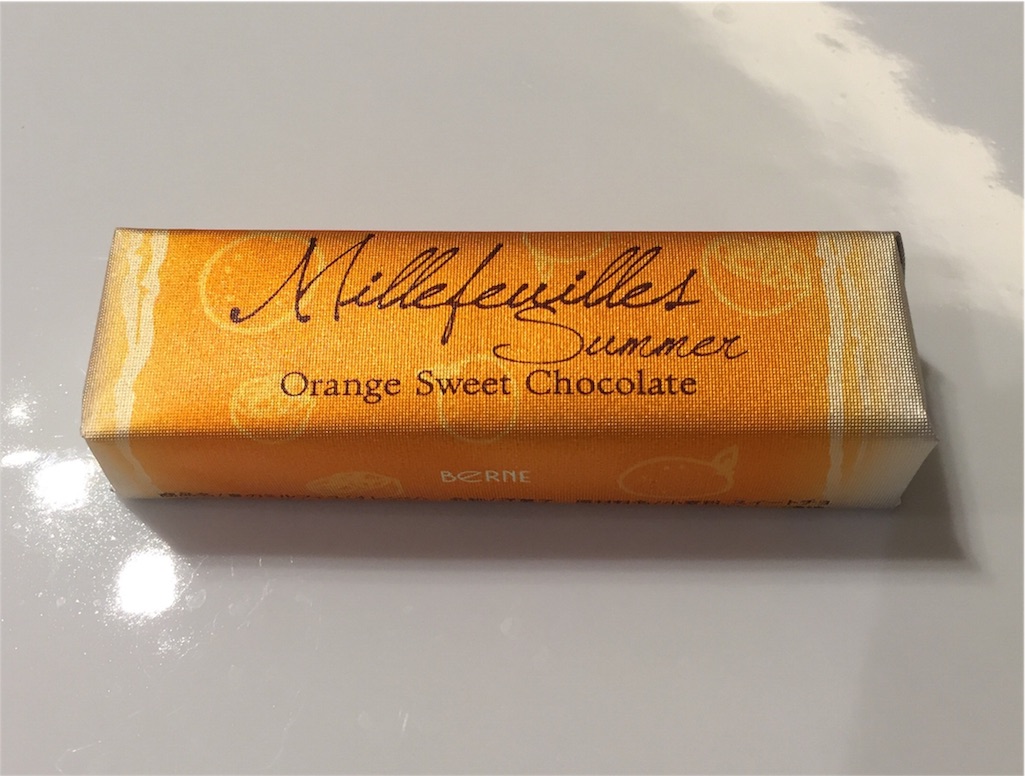 Millefeuilles
Summer
Orange Sweet Chocolate
BERNE